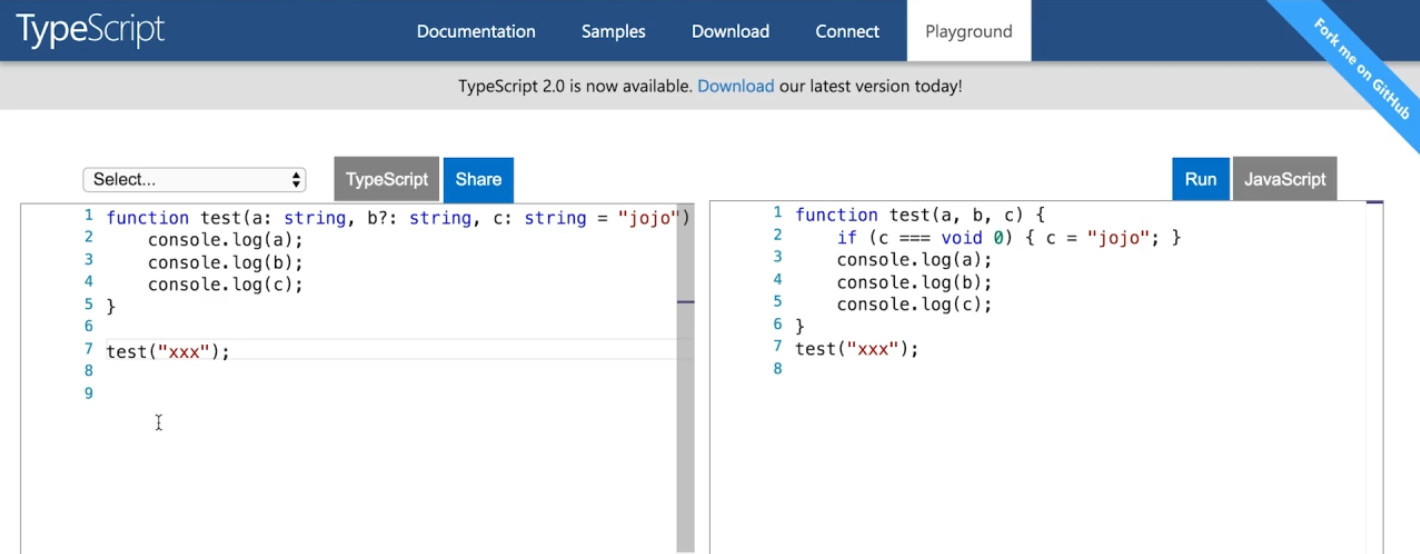 TypeScript
Documentation Samples Download Connect Playground
Fork me on GitHub
TypeScript 2.0 is now available. Download our latest version today!
Select... TypeScript Share
Run JavaScript
1 function test(a: string, b?: string, c: string = "jojo")
2     console.log(a);
3     console.log(b);
4     console.log(c);
5 }
6
7 test("xxx");
8
9
1 function test(a, b, c) {
2     if (c === void 0) { c = "jojo"; }
3     console.log(a);
4     console.log(b);
5     console.log(c);
6 }
7 test("xxx");
8